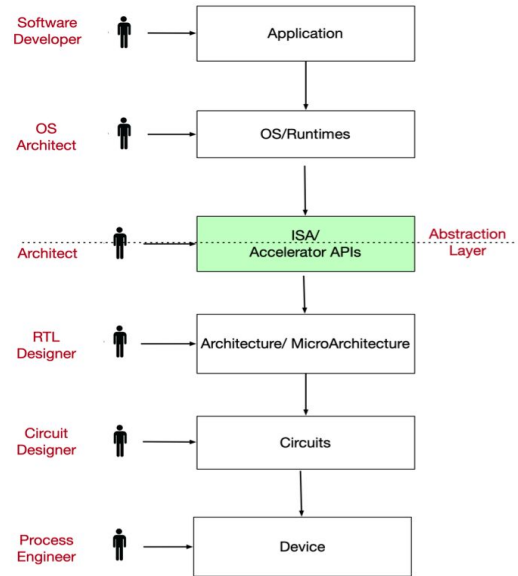 Software
Developer
Application
OS
Architect
OS/Runtimes
Architect
ISA/
Accelerator APIs
Abstraction
Layer
RTL
Designer
Architecture/ MicroArchitecture
Circuit
Designer
Circuits
Process
Engineer
Device